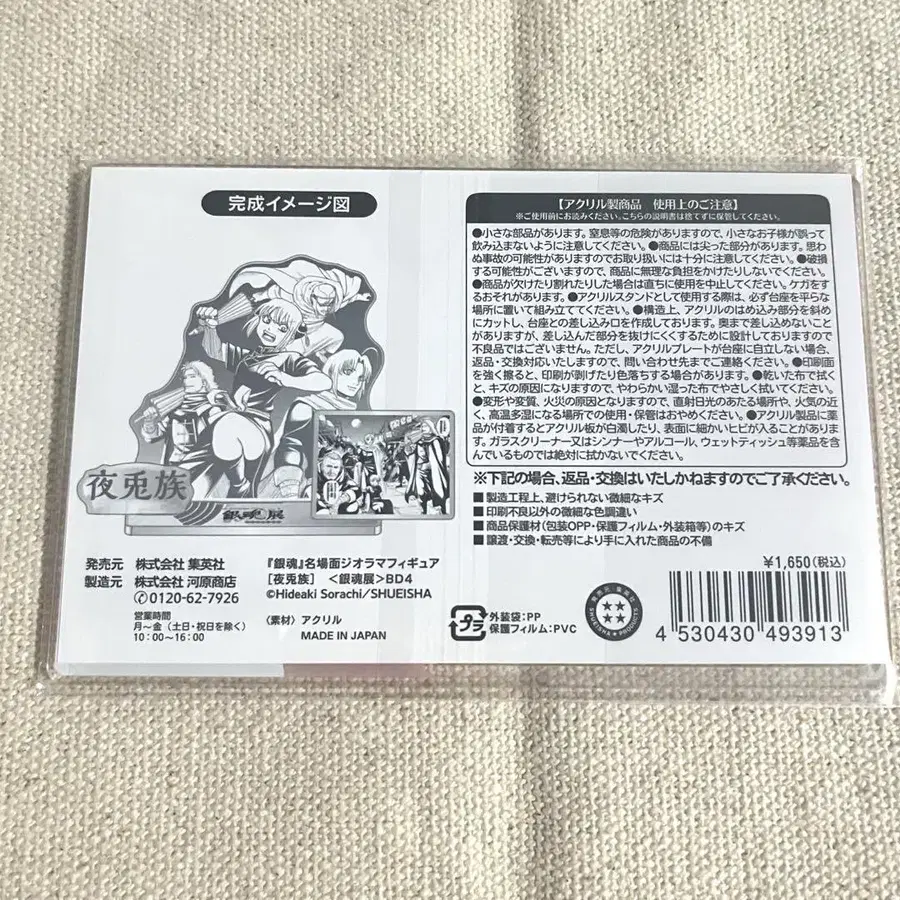 完成イメージ図
夜兎族
銀魂展
発売元 株式会社 集英社
製造元 株式会社 河原商店
0120-62-7926
営業時間
月~金(土日・祝日を除く)
10:00~16:00
『銀魂』名場面ジオラマフィギュア
[夜兎族] <銀魂展>BD4
©Hideaki Sorachi/SHUEISHA
〈素材〉アクリル
MADE IN JAPAN
【アクリル製商品 使用上のご注意】
※ご使用前にお読みください。こちらの説明書は捨てずに保管してください。
●小さな部品があります。窒息等の危険がありますので、小さなお子様が誤って
飲み込まないように注意してください。●商品には尖った部分があります。思わ
ぬ事故の可能性がありますのでお取り扱いには十分に注意してください。●破損
する可能性がございますので、商品に無理な負担をかけたりしないでください。
●商品が欠けたり割れたりした場合は直ちに使用を中止してください。ケガをす
るおそれがあります。●アクリルスタンドとして使用する際は、必ず台座を平らな
場所に置いて組み立ててください。●構造上、アクリルのはめ込み部分を斜め
にカットし、台座との差し込み口を作成しております。奥まで差し込めないこと
がありますが、差し込んだ部分を抜けにくくするために設計しておりますので
不良品ではございません。ただし、アクリルプレートが台座に自立しない場合、
返品・交換対応いたしますので、問い合わせ先までご連絡ください。●印刷面
を強く擦ると、印刷が剥げたり色落ちする場合があります。●乾いた布で拭く
と、キズの原因になりますので、やわらかい湿った布でやさしく拭いてください。
●変形や変質、火災の原因となりますので、直射日光のあたる場所や、火気の近
く、高温多湿になる場所での使用・保管はおやめください。●アクリル製品に薬
品が付着するとアクリル板が白濁したり、表面に細かいヒビが入ることがありま
す。ガラスクリーナー又はシンナーやアルコール、ウェットティッシュ等薬品を含
んでいるものでは絶対に拭かないでください。
※下記の場合、返品・交換はいたしかねますのでご了承ください。
■製造工程上、避けられない微細なキズ
■印刷不良以外の微細な色調違い
■商品保護材(包装OPP・保護フィルム・外装箱等)のキズ
■譲渡・交換・転売等により手に入れた商品の不備
¥1,650(税込)
プラ
外装袋:PP
保護フィルム:PVC
発売元:集英社
SHUEISHA PRODUCTS
4 530430 493913